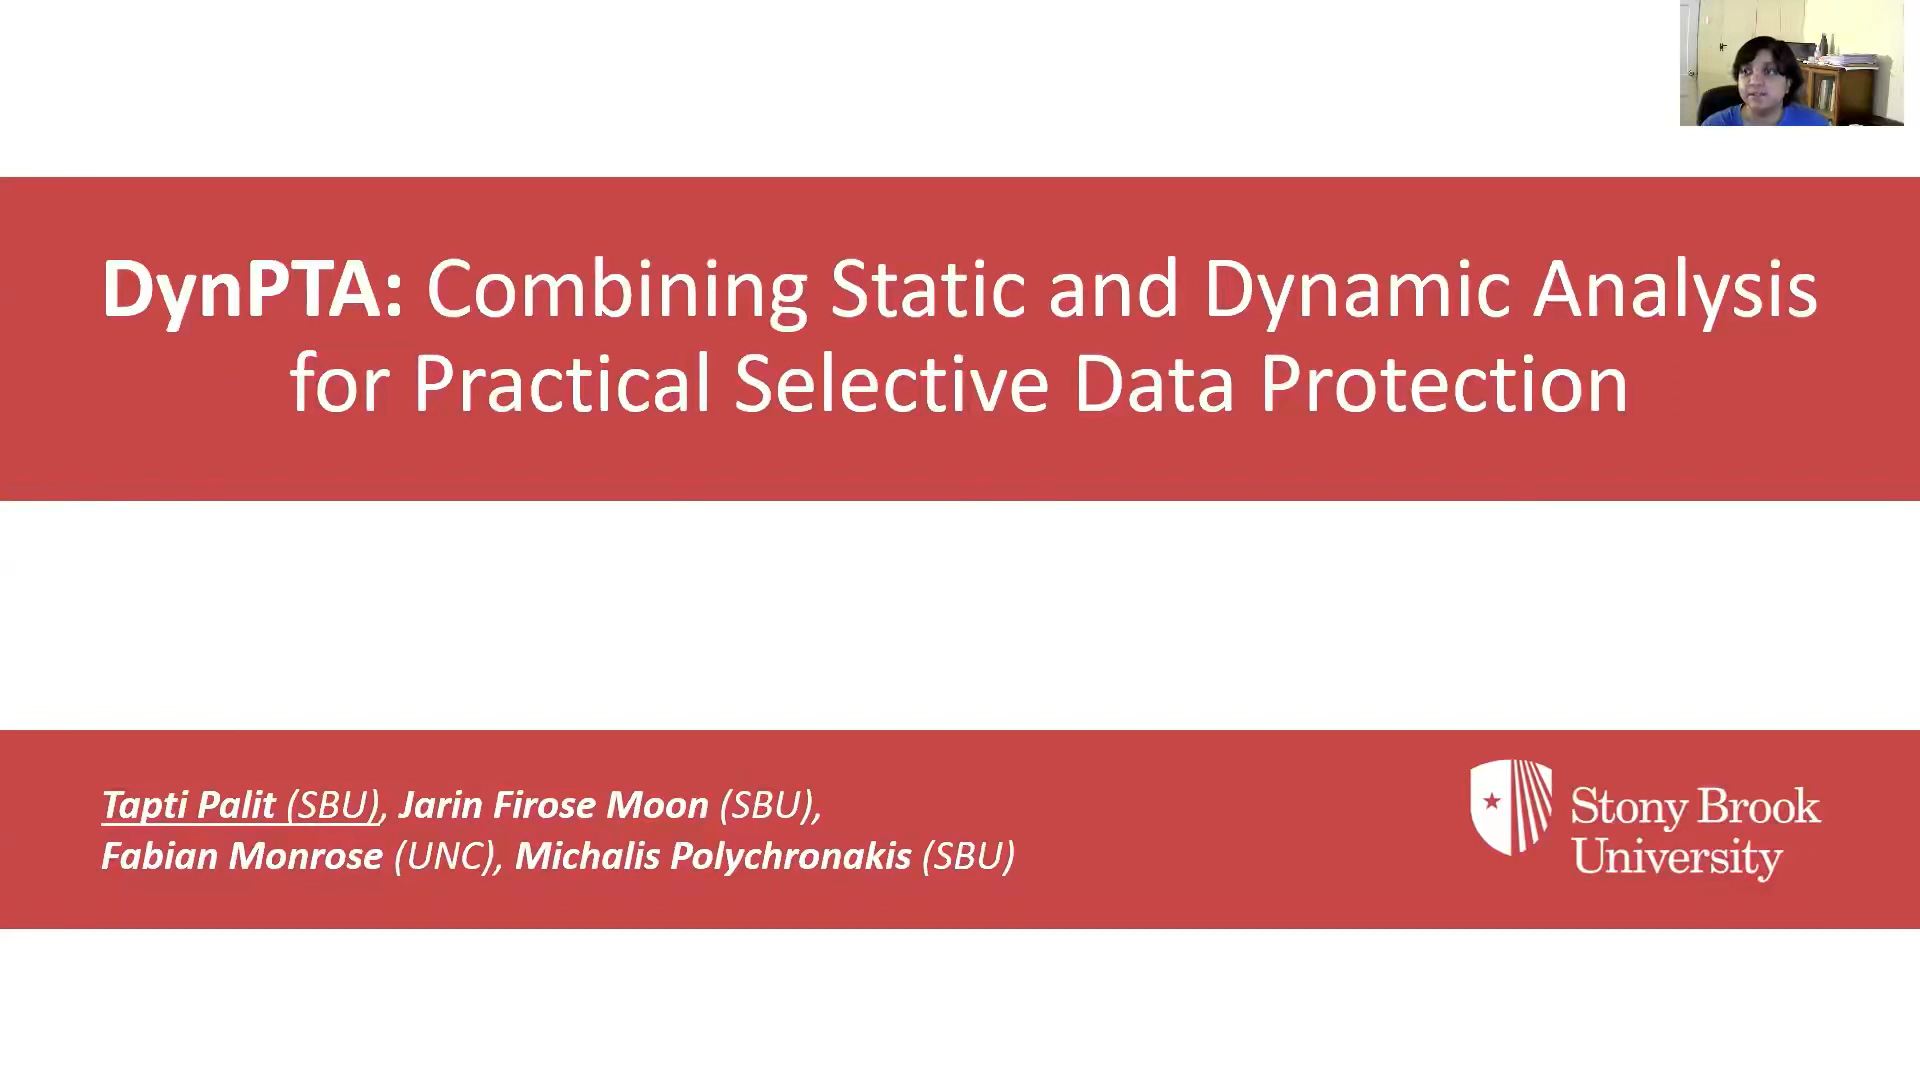 DynPTA: Combining Static and Dynamic Analysis
for Practical Selective Data Protection
Tapti Palit (SBU), Jarin Firose Moon (SBU),
Fabian Monrose (UNC), Michalis Polychronakis (SBU)
Stony Brook
University